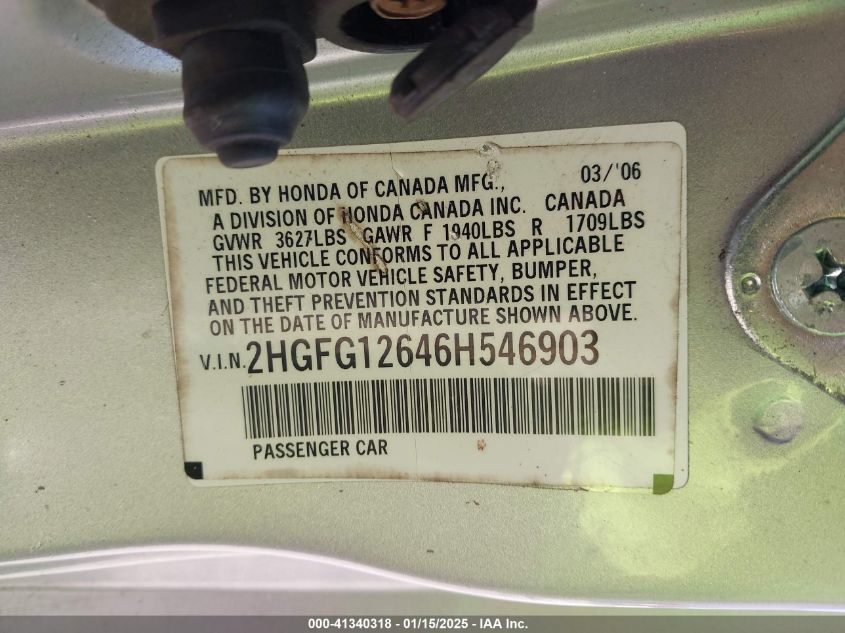 03/'06
MFD. BY HONDA OF CANADA MFG.,
A DIVISION OF HONDA CANADA INC. CANADA
GVWR 3627LBS GAWR F 1940LBS R 1709LBS
THIS VEHICLE CONFORMS TO ALL APPLICABLE
FEDERAL MOTOR VEHICLE SAFETY, BUMPER,
AND THEFT PREVENTION STANDARDS IN EFFECT
ON THE DATE OF MANUFACTURE SHOWN ABOVE.
V.I.N. 2HGFG12646H546903
PASSENGER CAR
000-41340318 - 01/15/2025 - IAA Inc.